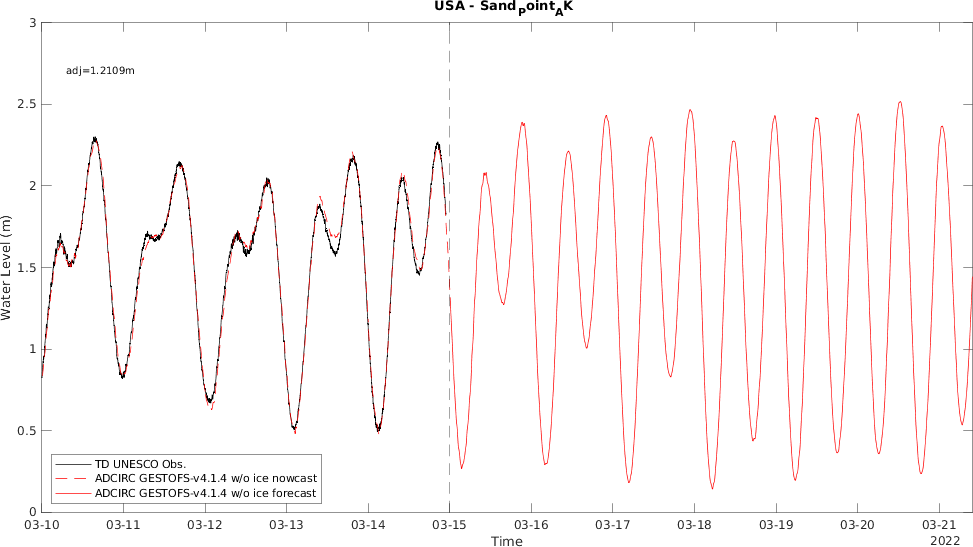 USA - Sand_Point_AK
3
adj=1.2109m
2.5
2
1.5
1
0.5
0
Water Level (m)
TD UNESCO Obs.
ADCIRC GESTOFS-v4.1.4 w/o ice nowcast
ADCIRC GESTOFS-v4.1.4 w/o ice forecast
03-10 03-11 03-12 03-13 03-14 03-15 03-16 03-17 03-18 03-19 03-20 03-21
Time
2022